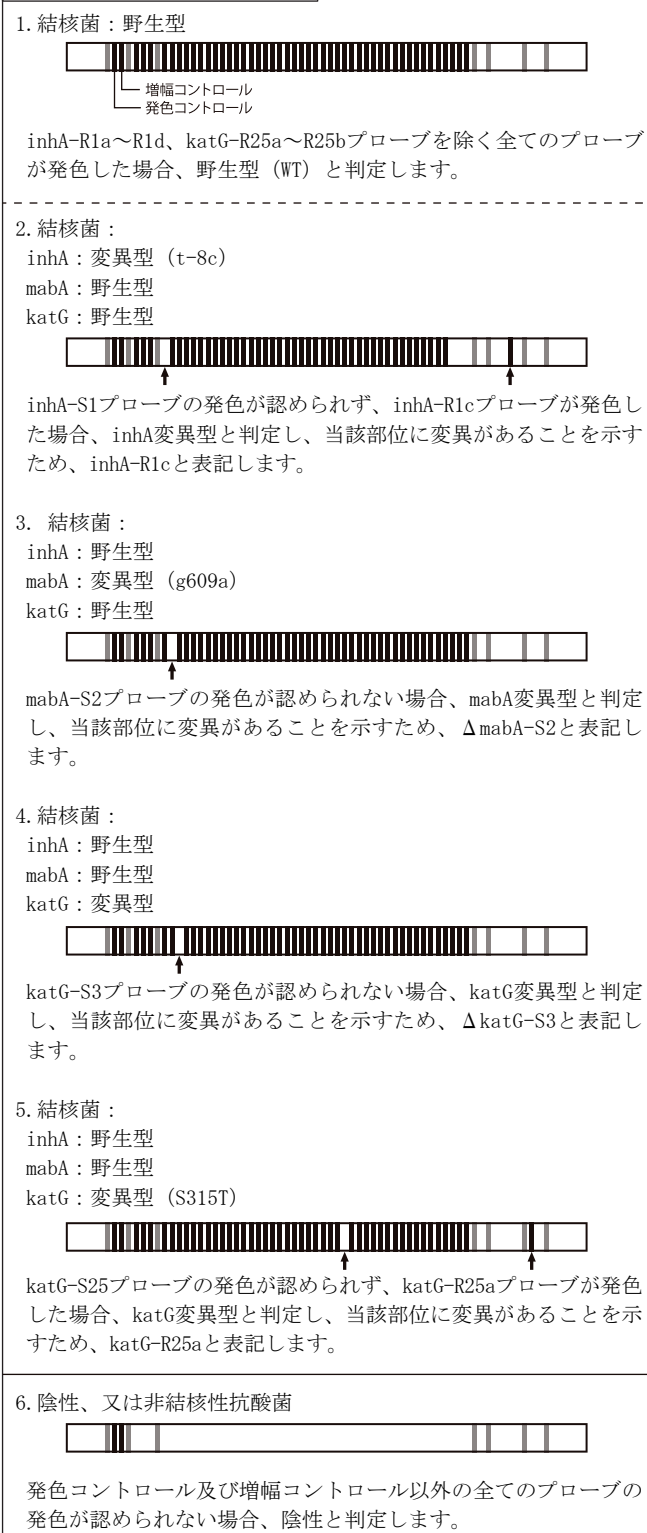 1.結核菌：野生型
増幅コントロール
発色コントロール
inhA-R1a～R1d、katG-R25a～R25bプローブを除く全てのプローブ
が発色した場合、野生型（WT）と判定します。
2.結核菌：
inhA：変異型（t-8c）
mabA：野生型
katG：野生型
inhA-S1プローブの発色が認められず、inhA-R1cプローブが発色し
た場合、inhA変異型と判定し、当該部位に変異があることを示す
ため、inhA-R1cと表記します。
3. 結核菌：
inhA：野生型
mabA：変異型（g609a）
katG：野生型
mabA-S2プローブの発色が認められない場合、mabA変異型と判定
し、当該部位に変異があることを示すため、ΔmabA-S2と表記し
ます。
4.結核菌：
inhA：野生型
mabA：野生型
katG：変異型
katG-S3プローブの発色が認められない場合、katG変異型と判定
し、当該部位に変異があることを示すため、ΔkatG-S3と表記し
ます。
5.結核菌：
inhA：野生型
mabA：野生型
katG：変異型（S315T）
katG-S25プローブの発色が認められず、katG-R25aプローブが発色
した場合、katG変異型と判定し、当該部位に変異があることを示
すため、katG-R25aと表記します。
6.陰性、又は非結核性抗酸菌
発色コントロール及び増幅コントロール以外の全てのプローブの
発色が認められない場合、陰性と判定します。